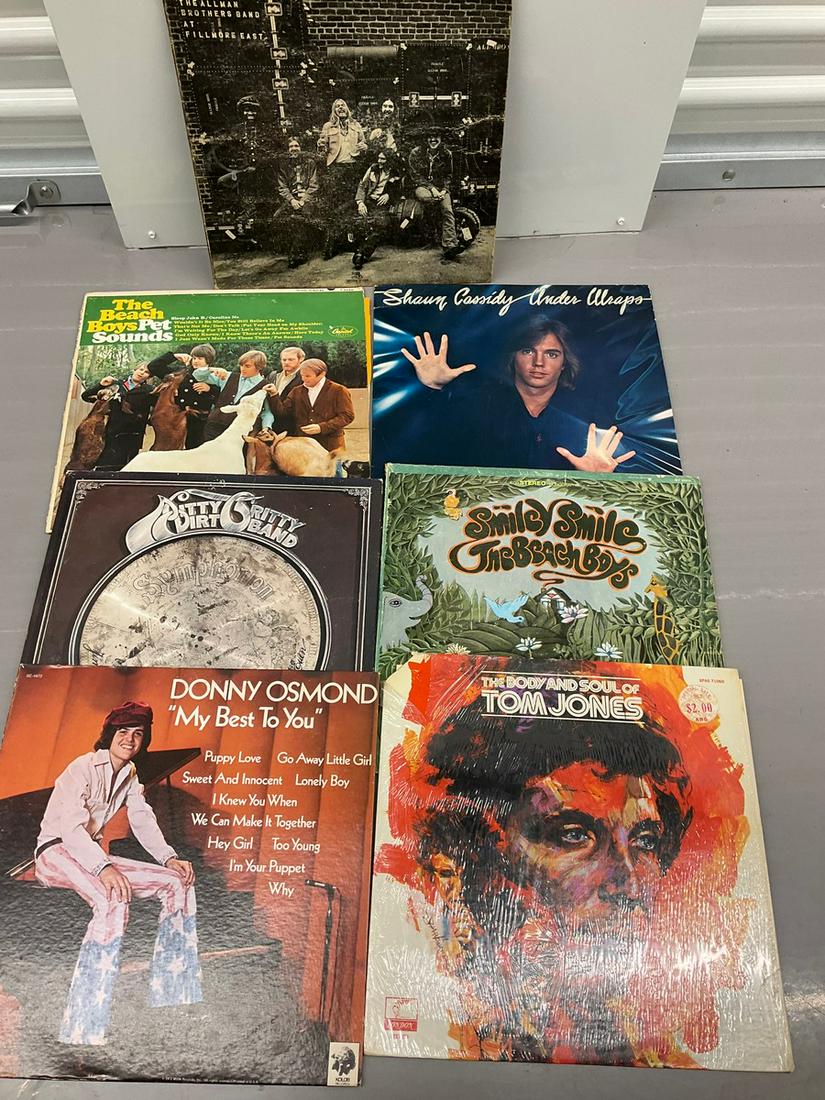 THE ALLMAN
BROTHERS BAND
AT
FILLMORE EAST
The
Beach
Boys Pet
Sounds
Sloop John B./Caroline No
Wouldn't It Be Nice/You Still Believe In Me
That's Not Me/Don't Talk (Put Your Head on My Shoulder)
I'm Waiting For The Day/Let's Go Away For Awhile
God Only Knows/I Know There's An Answer/Here Today
I Just Wasn't Made For These Times/Pet Sounds
Capitol
Shaun Cassidy Under Wraps
NITTY GRITTY
DIRT BAND
Symphonion
STEREO
Smiley Smile
The Beach Boys
DONNY OSMOND
"My Best To You"
Puppy Love Go Away Little Girl
Sweet And Innocent Lonely Boy
I Knew You When
We Can Make It Together
Hey Girl Too Young
I'm Your Puppet
Why
KOLOB
THE BODY AND SOUL OF
TOM JONES
$2.00
LONDON